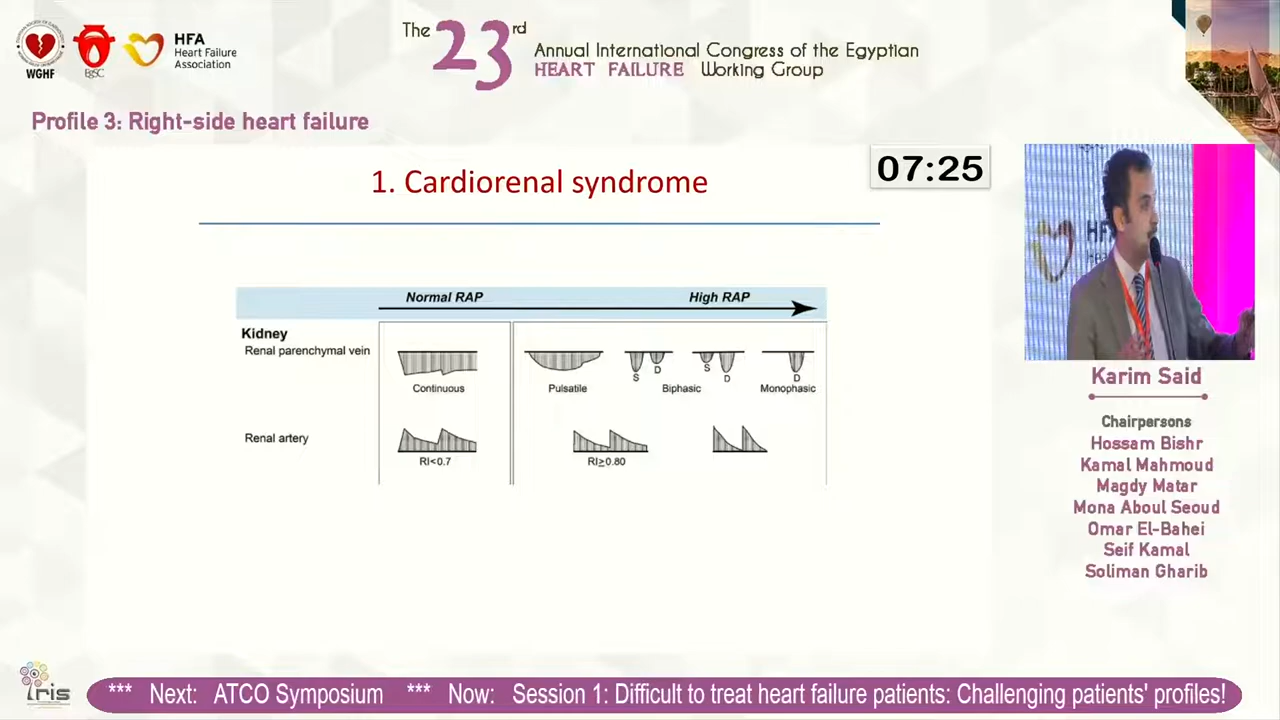 WGHF
EgSC
HFA
Heart Failure
Association
The 23rd
Annual International Congress of the Egyptian
HEART FAILURE Working Group
Profile 3: Right-side heart failure
1. Cardiorenal syndrome
07:25
Normal RAP
High RAP
Kidney
Renal parenchymal vein
Continuous
Pulsatile
S D
Biphasic
S D
D
Monophasic
Renal artery
RI<0.7
RI≥0.80
HFA
Karim Said
Chairpersons
Hossam Bishr
Kamal Mahmoud
Magdy Matar
Mona Aboul Seoud
Omar El-Bahei
Seif Kamal
Soliman Gharib
iris
*** Next: ATCO Symposium *** Now: Session 1: Difficult to treat heart failure patients: Challenging patients' profiles!